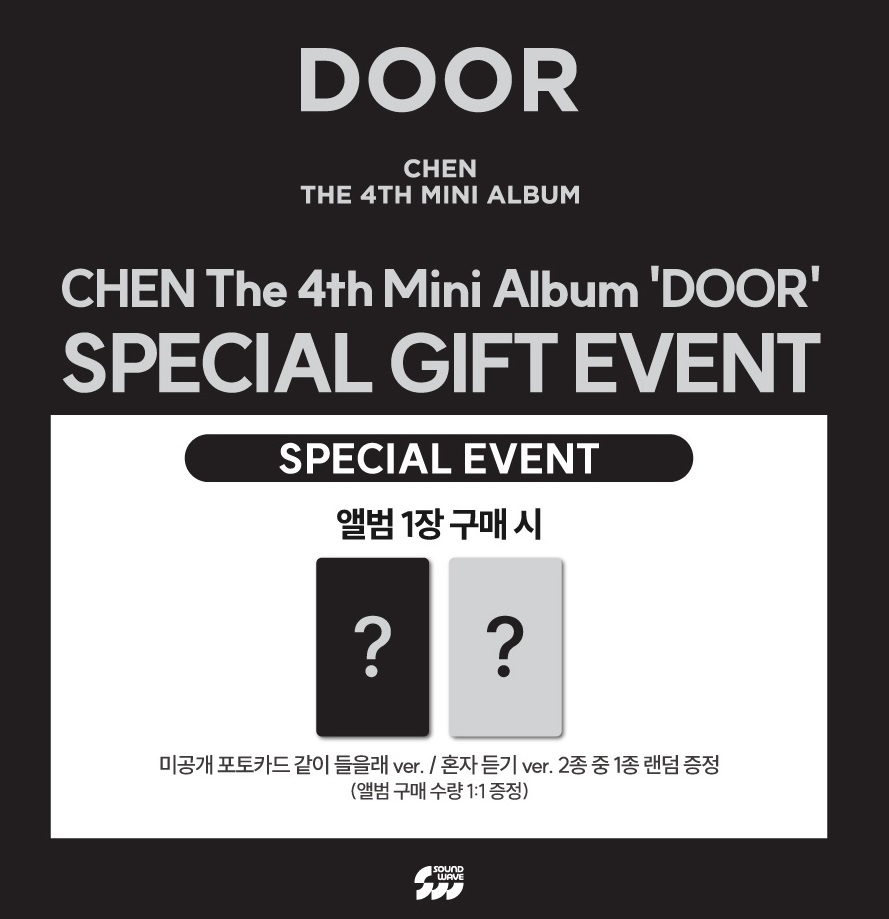 DOOR
CHEN
THE 4TH MINI ALBUM
CHEN The 4th Mini Album 'DOOR'
SPECIAL GIFT EVENT
SPECIAL EVENT
앨범 1장 구매 시
? ?
미공개 포토카드 같이 들을래 ver. / 혼자 듣기 ver. 2종 중 1종 랜덤 증정
(앨범 구매 수량 1:1 증정)
SOUND
WAVE